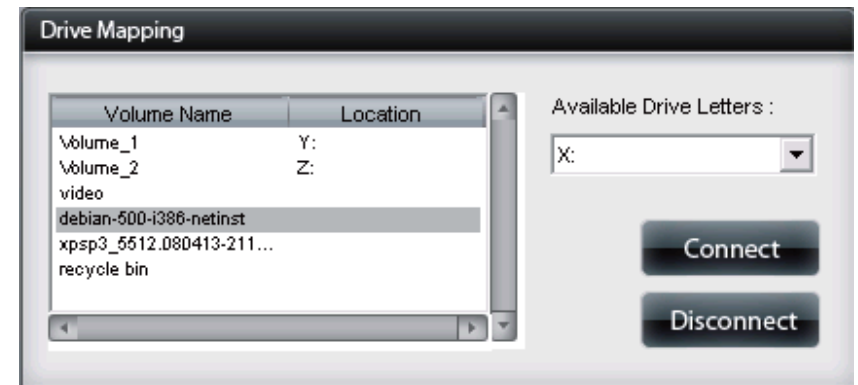 Drive Mapping
Volume Name Location
Volume_1 Y:
Volume_2 Z:
video
debian-500-i386-netinst
xpsp3_5512.080413-211...
recycle bin
Available Drive Letters :
X:
Connect
Disconnect